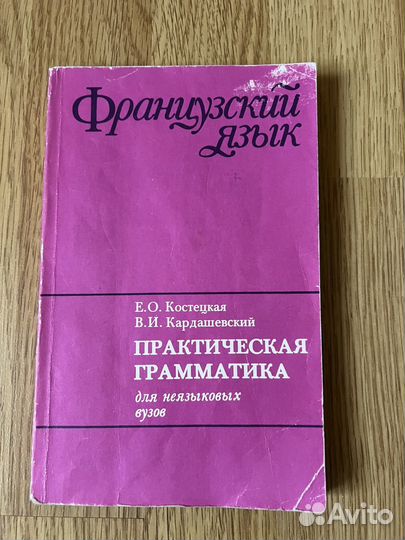 Французский
язык
Е.О. Костецкая
В.И. Кардашевский
ПРАКТИЧЕСКАЯ
ГРАММАТИКА
для неязыковых
вузов
Avito